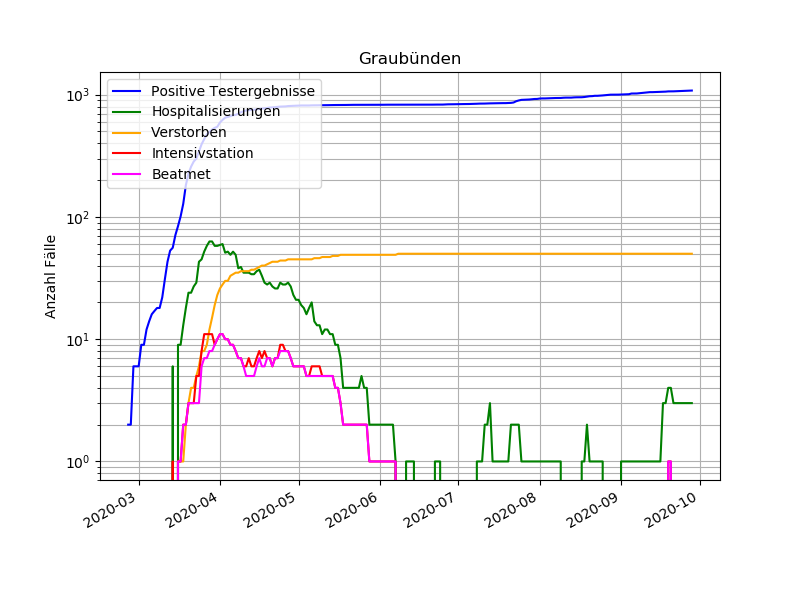 Graubünden
Anzahl Fälle
10³
10²
10¹
10⁰
Positive Testergebnisse
Hospitalisierungen
Verstorben
Intensivstation
Beatmet
2020-03
2020-04
2020-05
2020-06
2020-07
2020-08
2020-09
2020-10